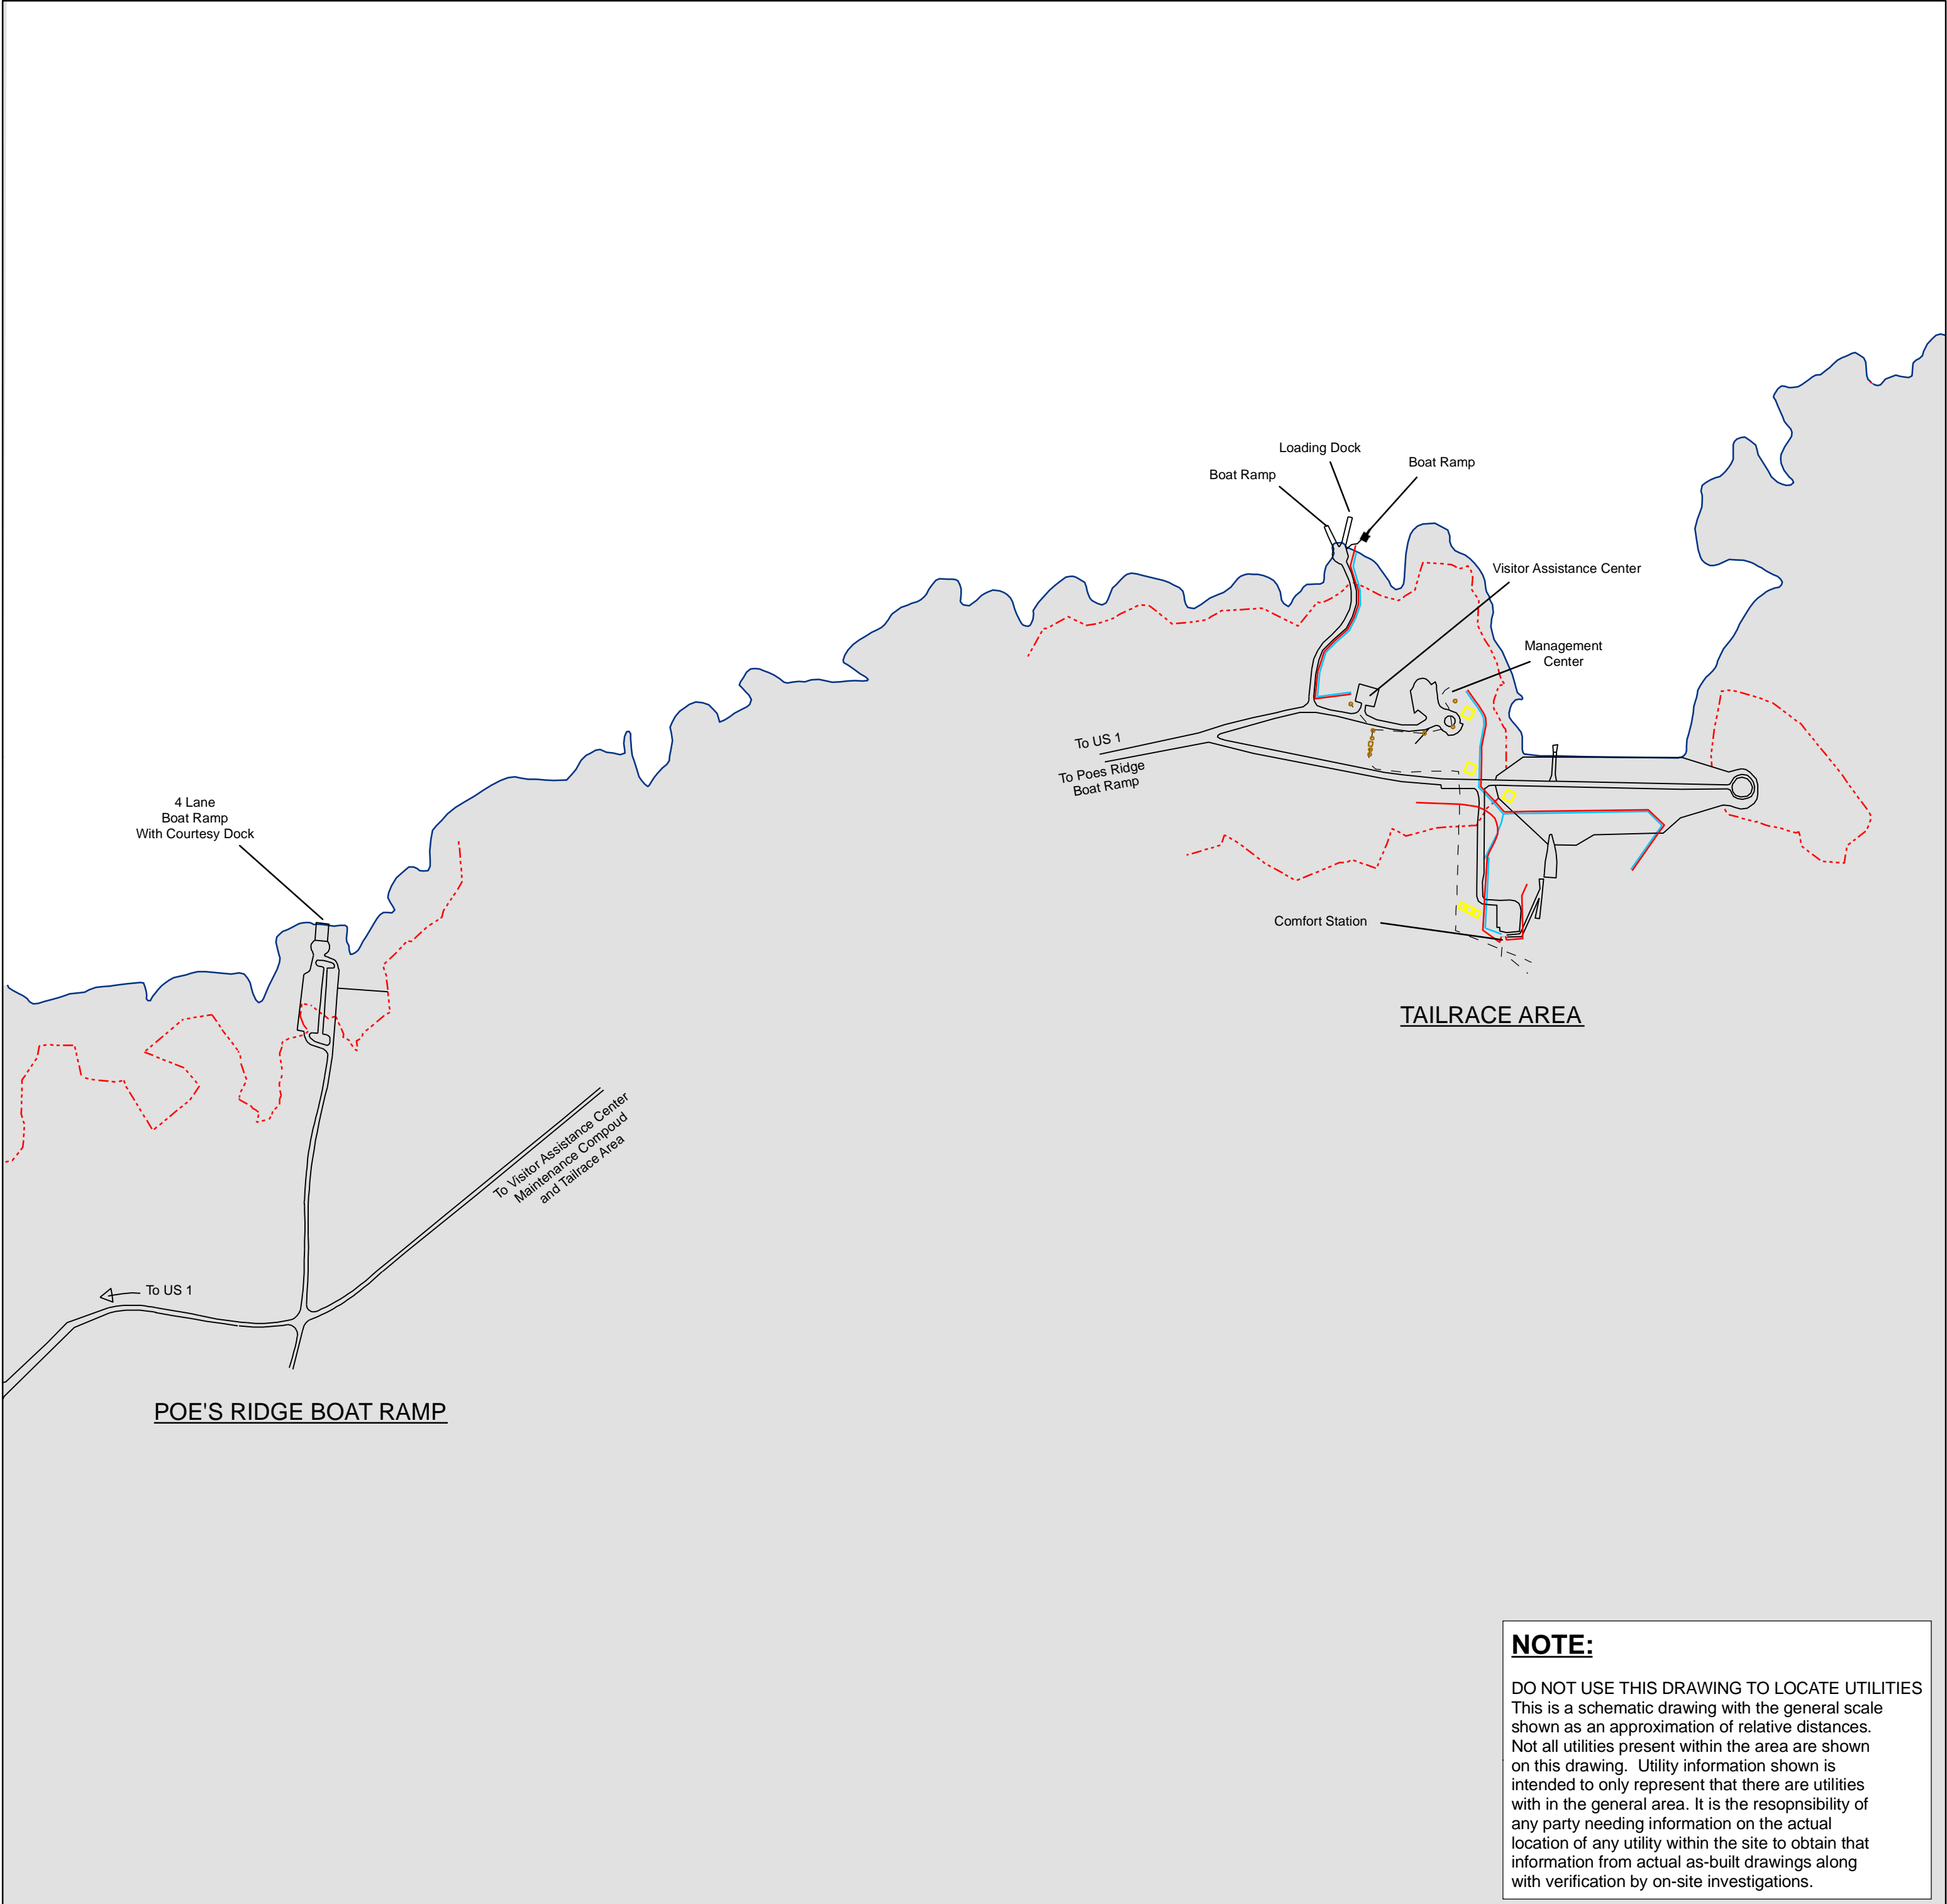 Loading Dock
Boat Ramp
Boat Ramp
Visitor Assistance Center
Management
Center
To US 1
To Poes Ridge
Boat Ramp
4 Lane
Boat Ramp
With Courtesy Dock
Comfort Station
TAILRACE AREA
To Visitor Assistance Center
Maintenance Compoud
and Tailrace Area
To US 1
POE'S RIDGE BOAT RAMP
NOTE:
DO NOT USE THIS DRAWING TO LOCATE UTILITIES
This is a schematic drawing with the general scale
shown as an approximation of relative distances.
Not all utilities present within the area are shown
on this drawing.  Utility information shown is
intended to only represent that there are utilities
with in the general area. It is the resopnsibility of
any party needing information on the actual
location of any utility within the site to obtain that
information from actual as-built drawings along
with verification by on-site investigations.